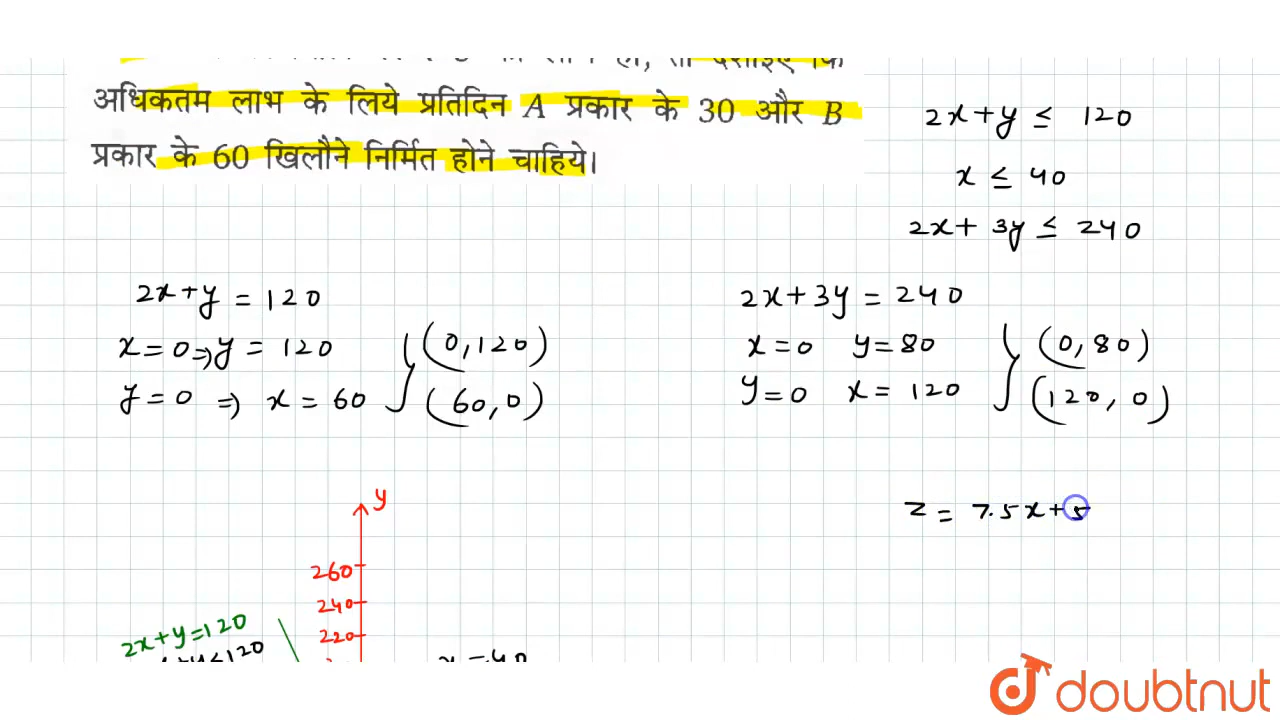 अधिकतम लाभ के लिये प्रतिदिन A प्रकार के 30 और B
प्रकार के 60 खिलौने निर्मित होने चाहिये।
2x+y ≤ 120
x ≤ 40
2x+ 3y ≤ 240
2x+y = 120
x=0 ⇒ y = 120 (0,120)
y=0 ⇒ x = 60 (60,0)
2x+3y = 240
x=0 y=80 (0,80)
y=0 x= 120 (120, 0)
z = 7.5x+5
y
260
240
220
2x+y=120
x=40
doubtnut